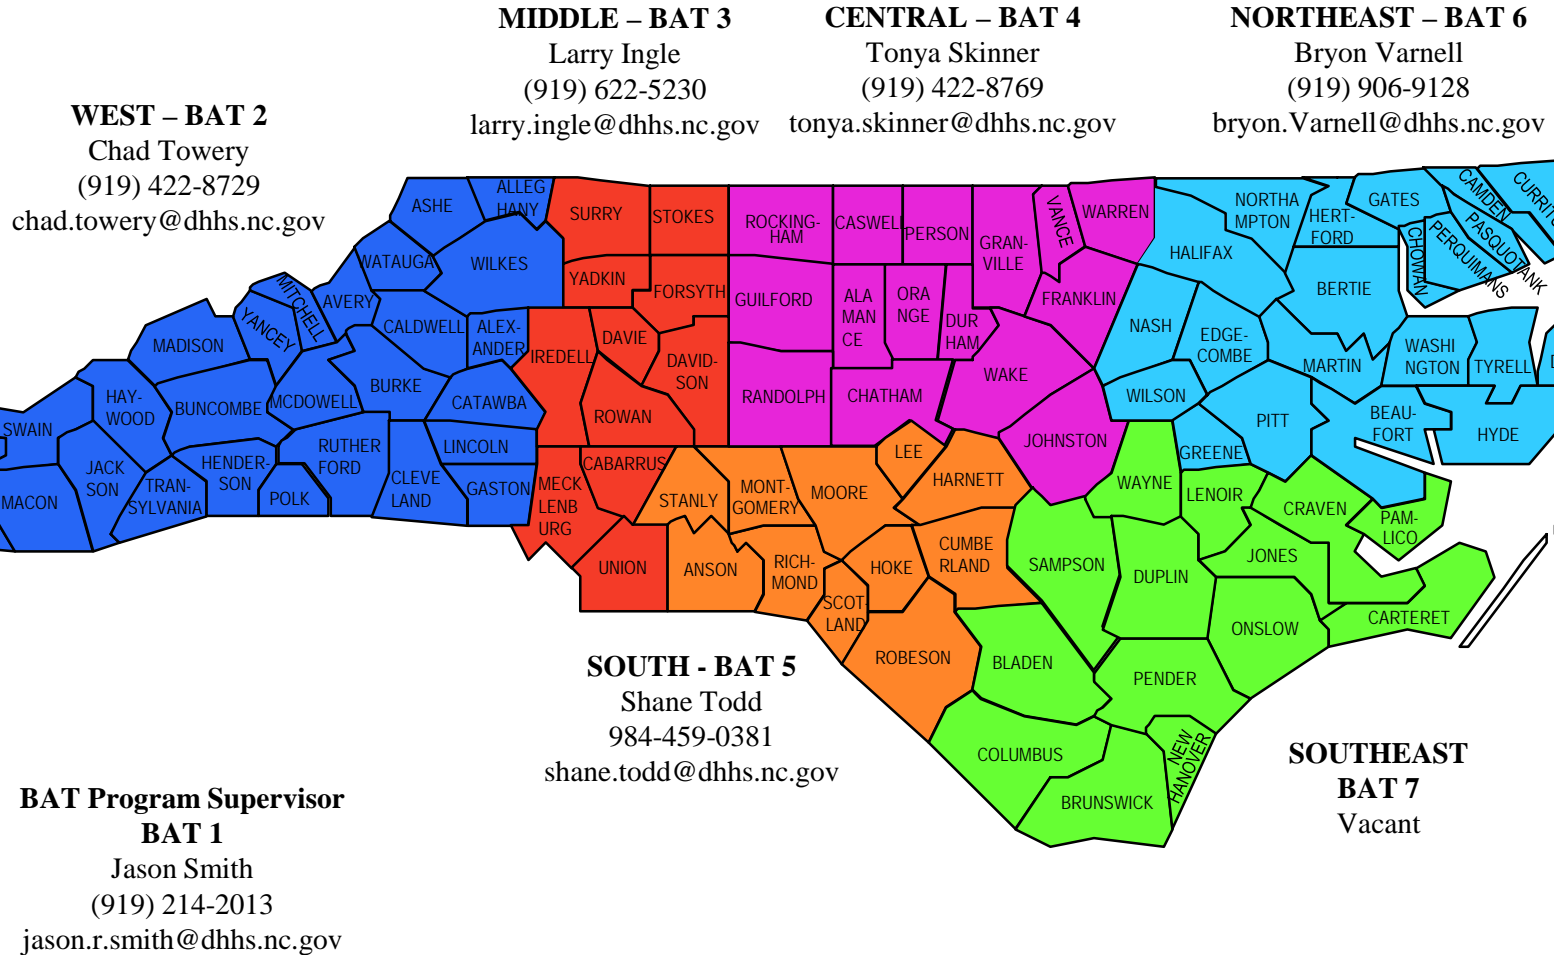 MIDDLE – BAT 3
Larry Ingle
(919) 622-5230
larry.ingle@dhhs.nc.gov
CENTRAL – BAT 4
Tonya Skinner
(919) 422-8769
tonya.skinner@dhhs.nc.gov
NORTHEAST – BAT 6
Bryon Varnell
(919) 906-9128
bryon.Varnell@dhhs.nc.gov
WEST – BAT 2
Chad Towery
(919) 422-8729
chad.towery@dhhs.nc.gov
ASHE
ALLEG
HANY
WATAUGA
WILKES
MITCHELL
AVERY
YANCEY
CALDWELL
ALEX-
ANDER
MADISON
HAY-
WOOD
BUNCOMBE
MCDOWELL
BURKE
CATAWBA
SWAIN
JACK
SON
HENDER-
SON
RUTHER
FORD
LINCOLN
MACON
TRAN-
SYLVANIA
POLK
CLEVE
LAND
GASTON
SURRY
STOKES
YADKIN
FORSYTH
IREDELL
DAVIE
DAVID-
SON
ROWAN
CABARRUS
MECK
LENB
URG
UNION
ROCKING-
HAM
CASWELL
PERSON
GRAN-
VILLE
VANCE
WARREN
GUILFORD
ALA
MAN
CE
ORA
NGE
DUR
HAM
FRANKLIN
RANDOLPH
CHATHAM
WAKE
JOHNSTON
NORTHA
MPTON
HERT-
FORD
GATES
CAMDEN
CURRITU
PASQUOTANK
PERQUIMANS
CHOWAN
HALIFAX
BERTIE
NASH
EDGE-
COMBE
MARTIN
WASHI
NGTON
TYRELL
D
WILSON
PITT
BEAU-
FORT
HYDE
GREENE
STANLY
MONT-
GOMERY
MOORE
LEE
HARNETT
ANSON
RICH-
MOND
HOKE
CUMBE
RLAND
SCOT-
LAND
ROBESON
WAYNE
LENOIR
CRAVEN
PAM-
LICO
SAMPSON
DUPLIN
JONES
CARTERET
ONSLOW
BLADEN
PENDER
COLUMBUS
BRUNSWICK
NEW
HANOVER
SOUTH - BAT 5
Shane Todd
984-459-0381
shane.todd@dhhs.nc.gov
SOUTHEAST
BAT 7
Vacant
BAT Program Supervisor
BAT 1
Jason Smith
(919) 214-2013
jason.r.smith@dhhs.nc.gov